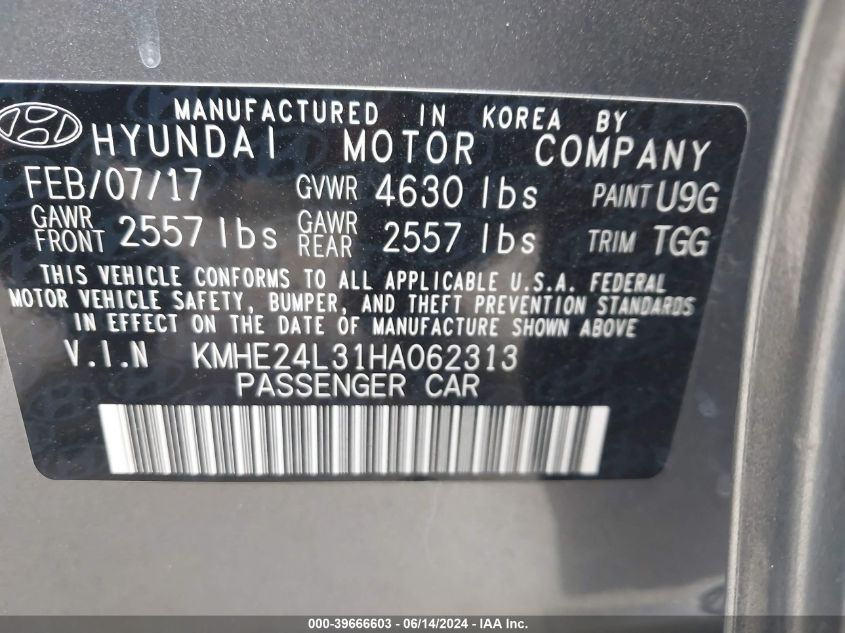 MANUFACTURED IN KOREA BY
HYUNDAI MOTOR COMPANY
FEB/07/17 GVWR 4630 lbs PAINT U9G
GAWR FRONT 2557 lbs GAWR REAR 2557 lbs TRIM TGG
THIS VEHICLE CONFORMS TO ALL APPLICABLE U.S.A. FEDERAL
MOTOR VEHICLE SAFETY, BUMPER, AND THEFT PREVENTION STANDARDS
IN EFFECT ON THE DATE OF MANUFACTURE SHOWN ABOVE
V.I.N KMHE24L31HA062313
PASSENGER CAR
000-39666603 - 06/14/2024 - IAA Inc.